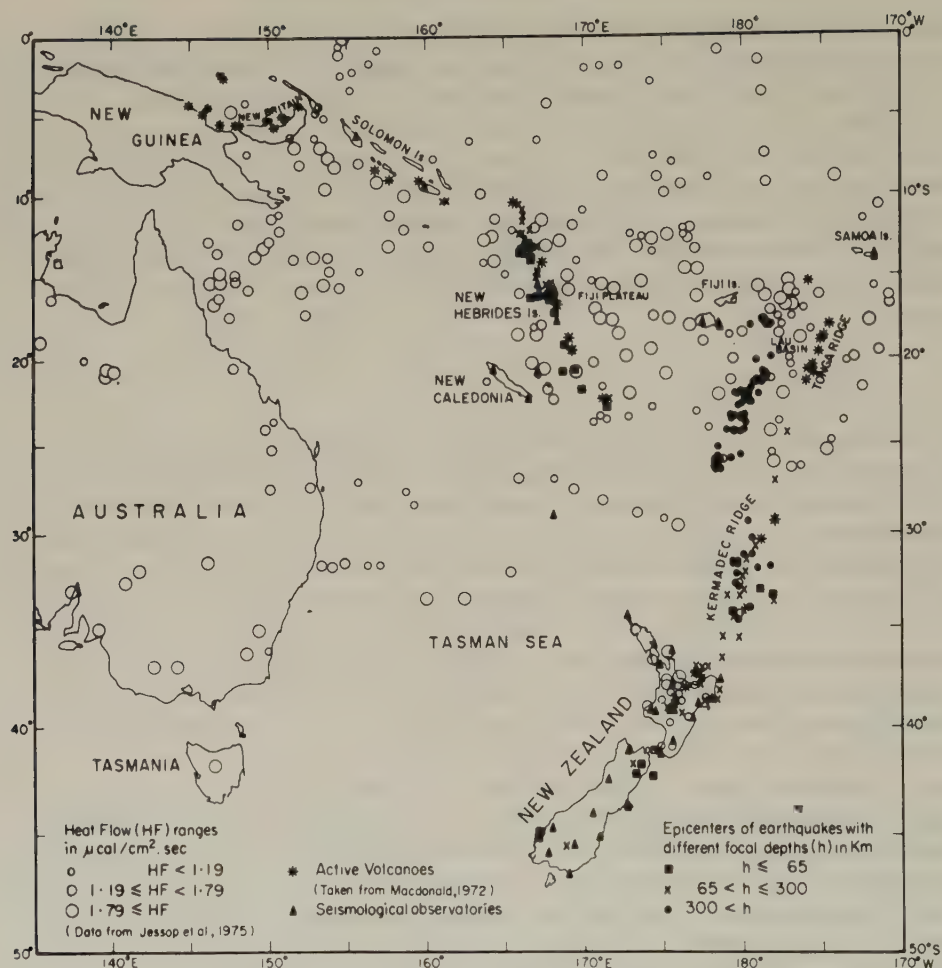 140°E 150° 160° 170° 180° 170°W
0° 0°
NEW
GUINEA
NEW BRITAIN
SOLOMON Is.
10° 10°S
SAMOA Is.
FIJI Is.
NEW
HEBRIDES Is.
FIJI PLATEAU
LAU
BASIN
TONGA RIDGE
20° 20°
NEW
CALEDONIA
AUSTRALIA
30° 30°
KERMADEC RIDGE
TASMAN SEA
NEW ZEALAND
40° 40°
TASMANIA
Heat Flow (HF) ranges
in μcal/cm². sec
HF < 1·19
1·19 ≤ HF < 1·79
1·79 ≤ HF
(Data from Jessop et al, 1975)
Active Volcanoes
(Taken from Macdonald, 1972)
Seismological observatories
Epicenters of earthquakes with
different focal depths (h) in Km
h ≤ 65
65 < h ≤ 300
300 < h
50° 50°S
140°E 150° 160°E 170° 180° 170°W